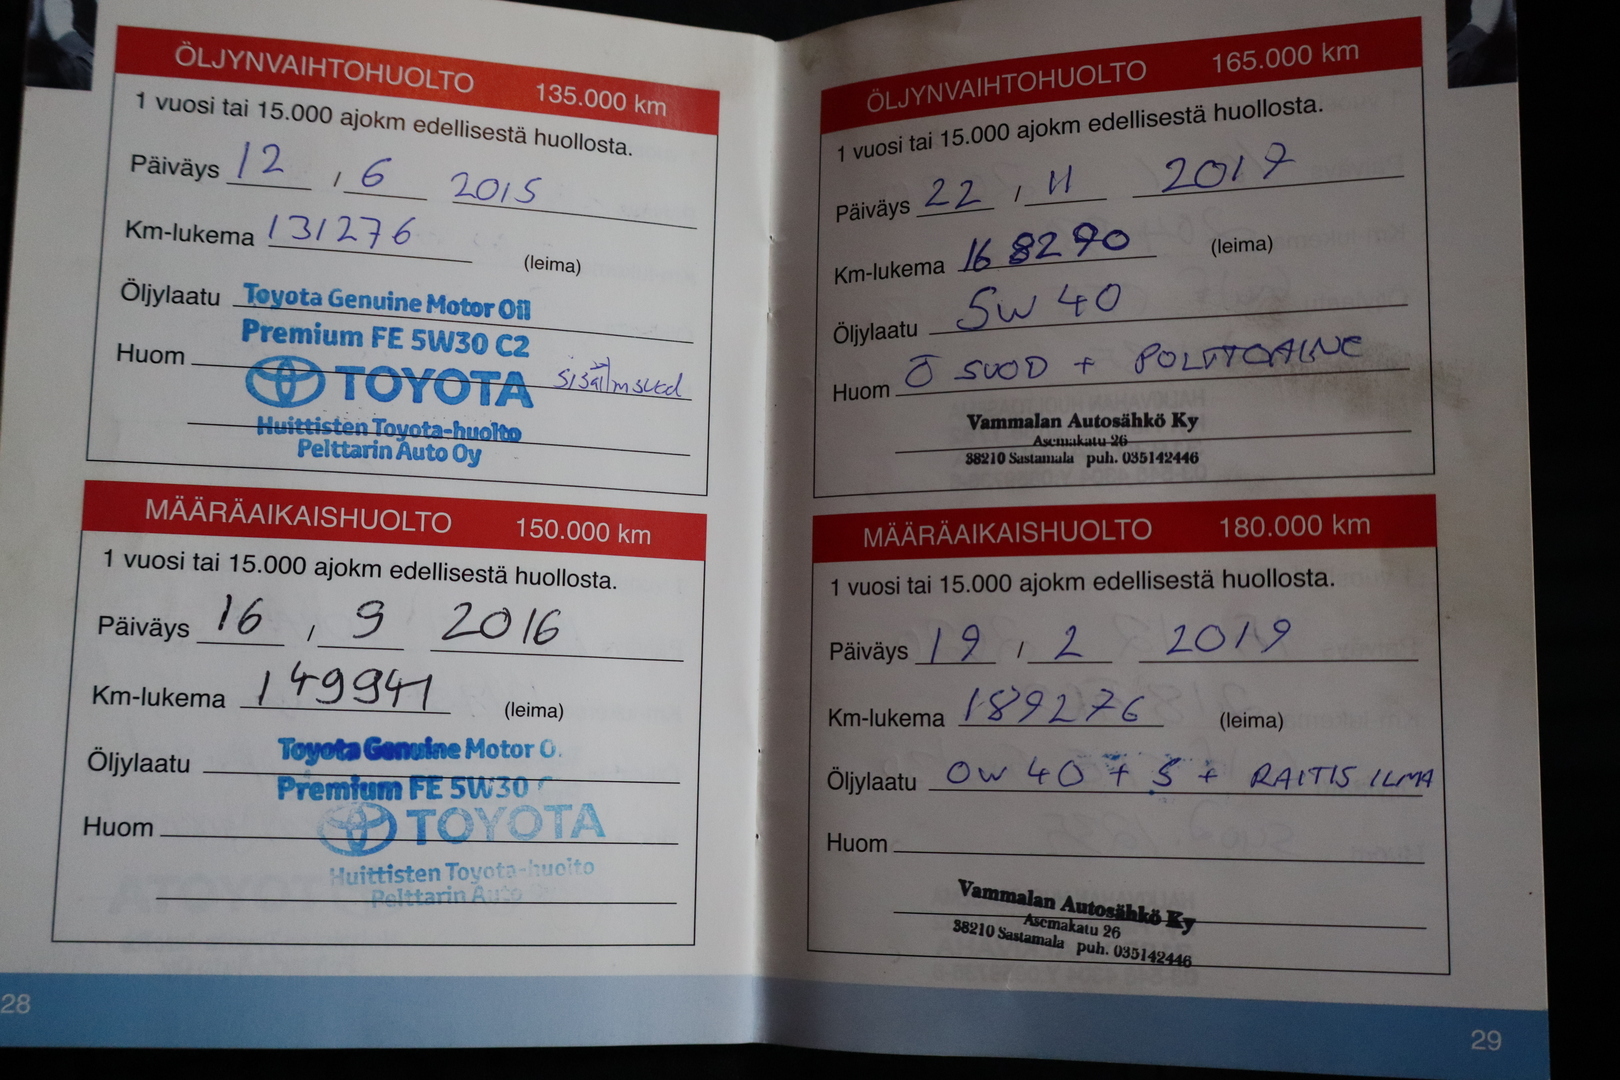 ÖLJYNVAIHTOHUOLTO 135.000 km
1 vuosi tai 15.000 ajokm edellisestä huollosta.
Päiväys 12 / 6 2015
Km-lukema 131276
(leima)
Öljylaatu Toyota Genuine Motor Oil
Premium FE 5W30 C2
Huom TOYOTA
Huittisten Toyota-huolto
Pelttarin Auto Oy
MÄÄRÄAIKAISHUOLTO 150.000 km
1 vuosi tai 15.000 ajokm edellisestä huollosta.
Päiväys 16 / 9 2016
Km-lukema 149941 (leima)
Öljylaatu Toyota Genuine Motor O.
Premium FE 5W30
Huom TOYOTA
Huittisten Toyota-huolto
Pelttarin Auto
28
ÖLJYNVAIHTOHUOLTO 165.000 km
1 vuosi tai 15.000 ajokm edellisestä huollosta.
Päiväys 22 / 11 2017
Km-lukema 168290 (leima)
Öljylaatu 5W 40
Huom Ö SUOD + POLTTOAINE
Vammalan Autosähkö Ky
Asemakatu 26
38210 Sastamala puh. 035142446
MÄÄRÄAIKAISHUOLTO 180.000 km
1 vuosi tai 15.000 ajokm edellisestä huollosta.
Päiväys 19 / 2 2019
Km-lukema 189276 (leima)
Öljylaatu 0W 40 + S + RAITIS ILMA
Huom
Vammalan Autosähkö Ky
Asemakatu 26
38210 Sastamala puh. 035142446
29